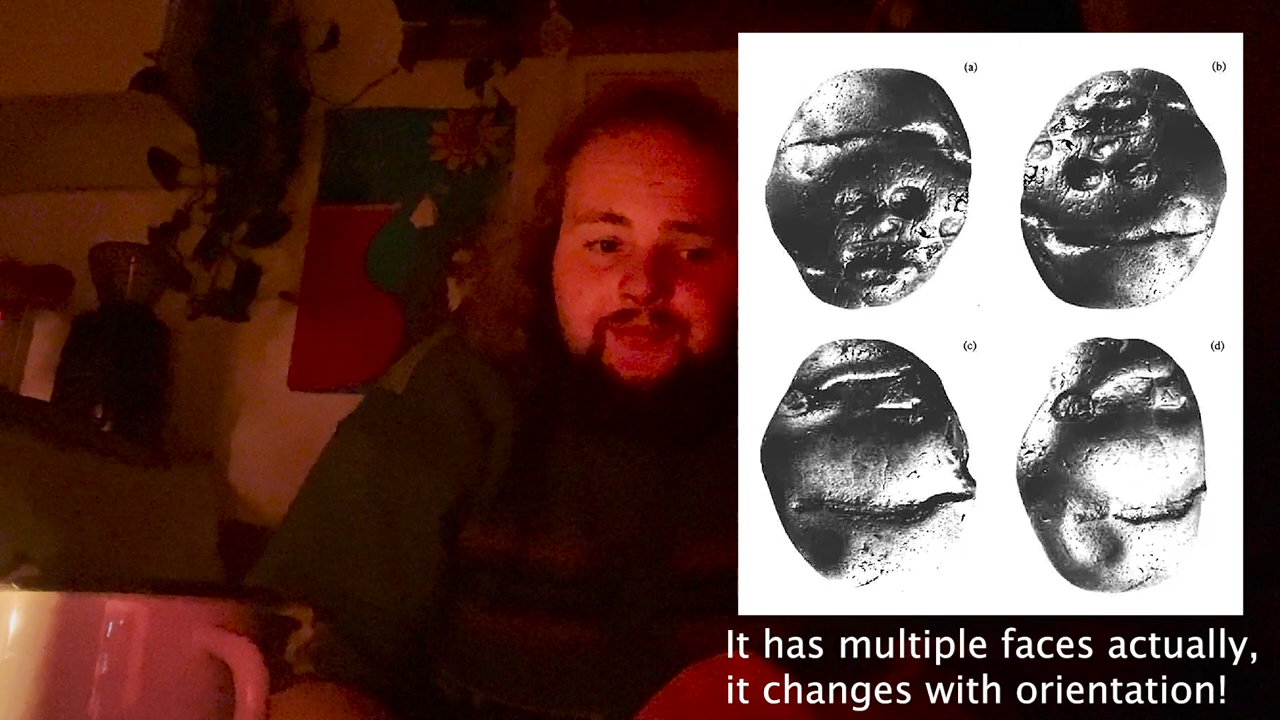 (a) (b)
(c) (d)
It has multiple faces actually,
it changes with orientation!